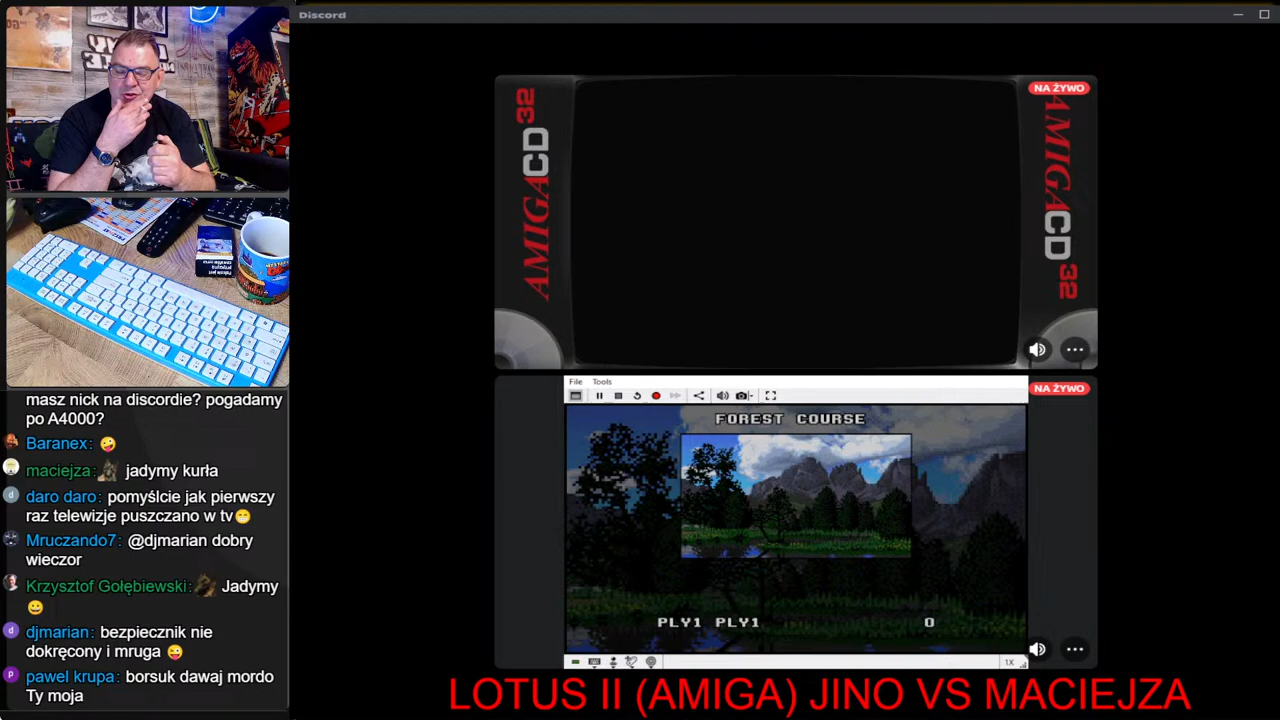 Discord
AMIGA CD 32
NA ŻYWO
AMIGA CD 32
File Tools
NA ŻYWO
FOREST COURSE
PLY1 PLY1 0
1X
masz nick na discordie? pogadamy
po A4000?
Baranex: 🤪
maciejza: jadymy kurła
daro daro: pomyślcie jak pierwszy
raz telewizje puszczano w tv😁
Mruczando7: @djmarian dobry
wieczor
Krzysztof Gołębiewski: Jadymy
😀
djmarian: bezpiecznik nie
dokręcony i mruga 😜
pawel krupa: borsuk dawaj mordo
Ty moja
LOTUS II (AMIGA) JINO VS MACIEJZA